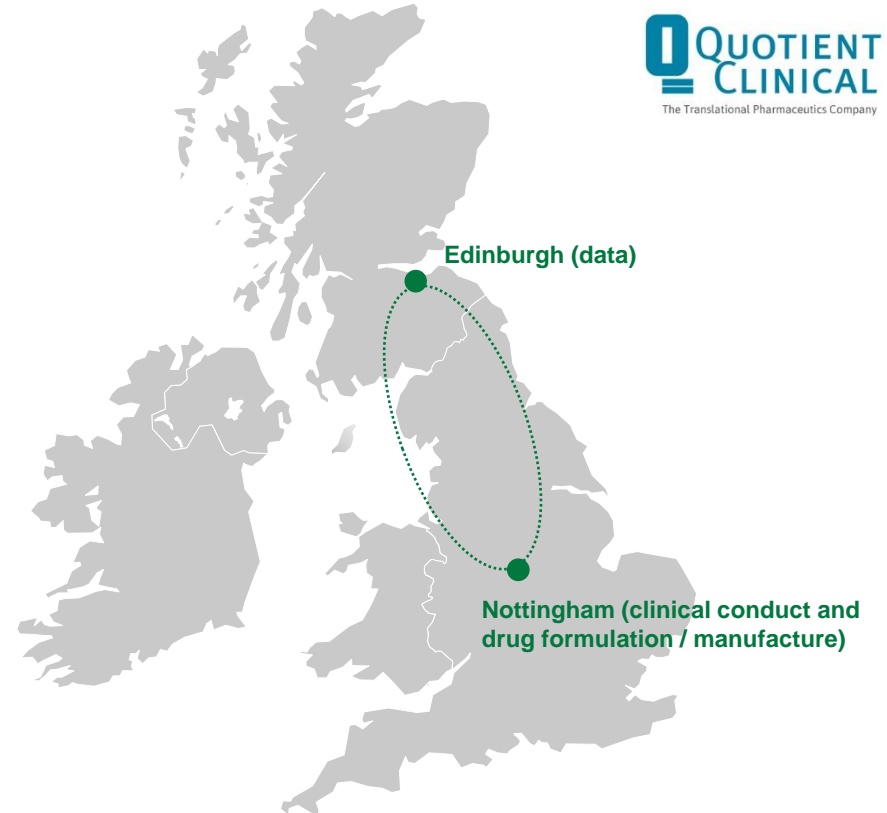 QUOTIENT
CLINICAL
The Translational Pharmaceutics Company
Edinburgh (data)
Nottingham (clinical conduct and
drug formulation / manufacture)